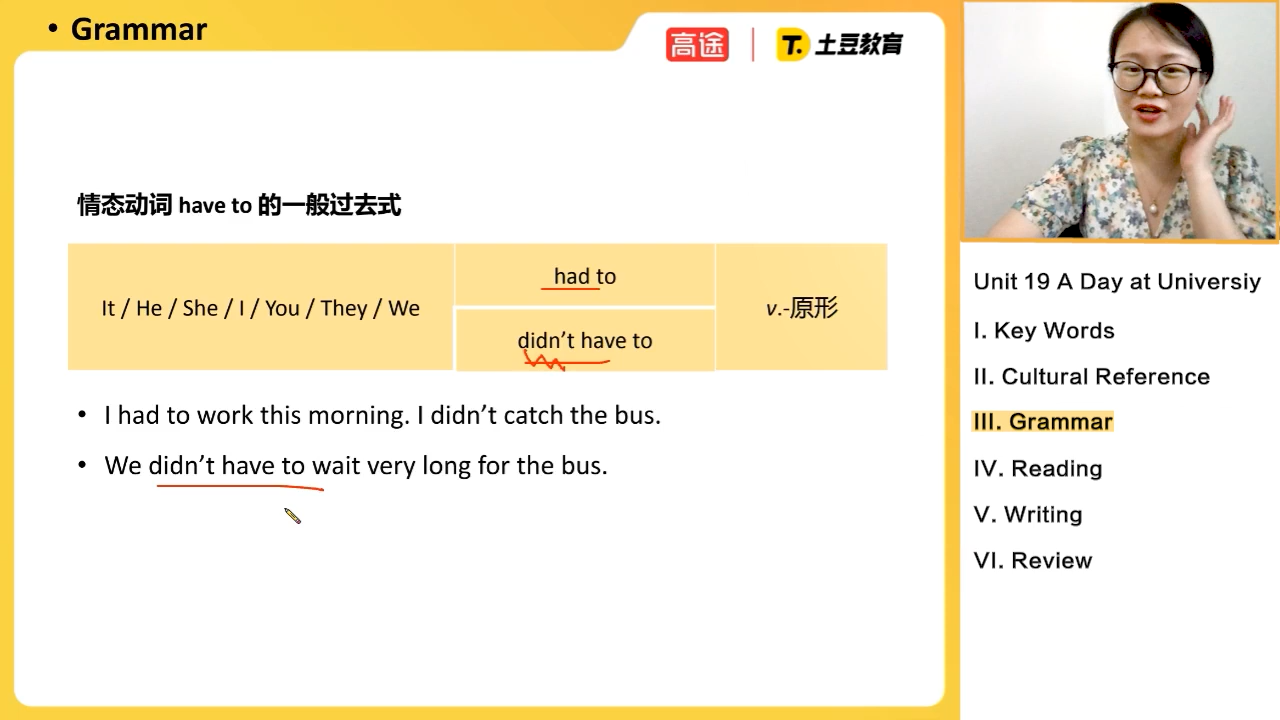 • Grammar
高途 | T. 土豆教育
情态动词 have to 的一般过去式
It / He / She / I / You / They / We
had to
didn’t have to
v.-原形
• I had to work this morning. I didn’t catch the bus.
• We didn’t have to wait very long for the bus.
Unit 19 A Day at Universiy
I. Key Words
II. Cultural Reference
III. Grammar
IV. Reading
V. Writing
VI. Review